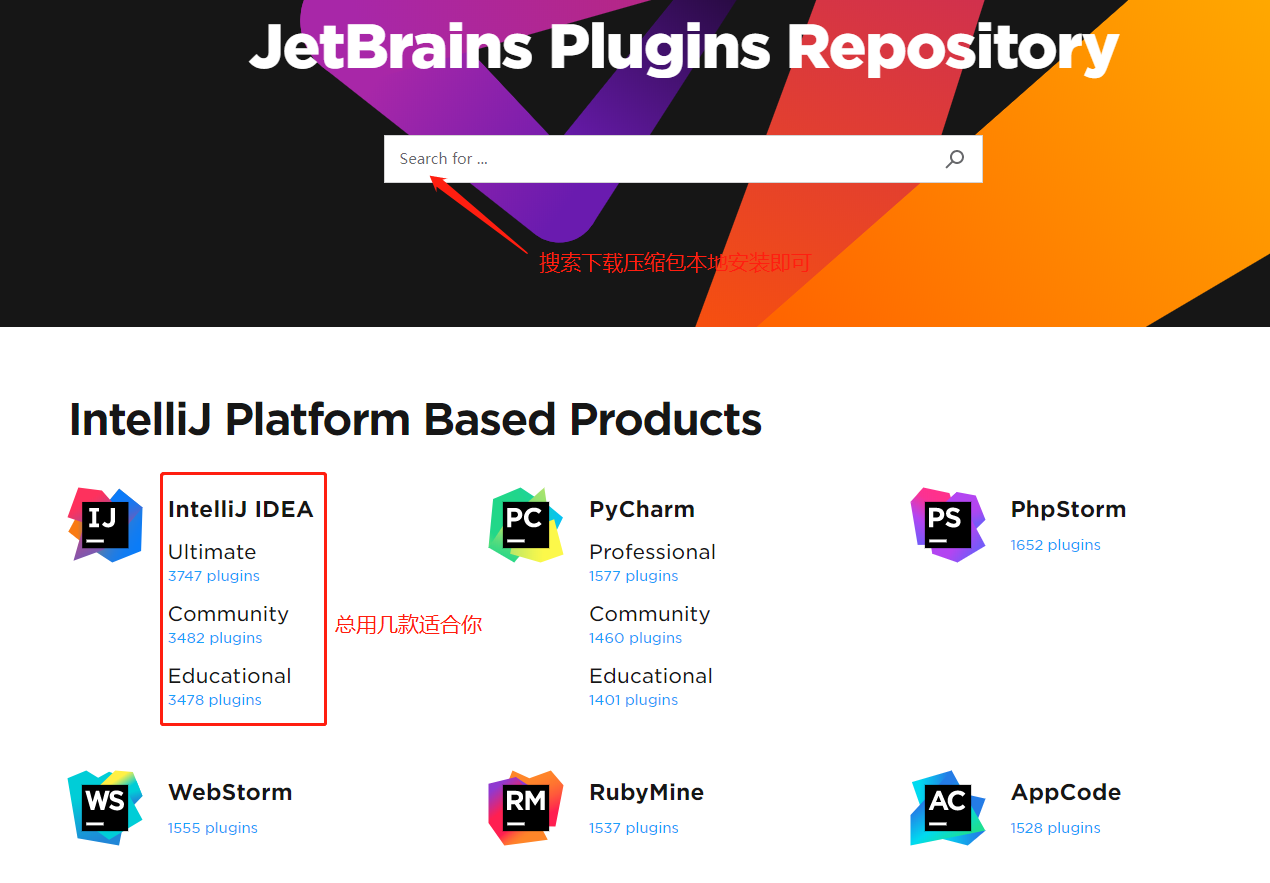 JetBrains Plugins Repository
Search for ...
搜索下载压缩包本地安装即可
IntelliJ Platform Based Products
IJ
IntelliJ IDEA
Ultimate
3747 plugins
Community
3482 plugins
Educational
3478 plugins
总用几款适合你
PC
PyCharm
Professional
1577 plugins
Community
1460 plugins
Educational
1401 plugins
PS
PhpStorm
1652 plugins
WS
WebStorm
1555 plugins
RM
RubyMine
1537 plugins
AC
AppCode
1528 plugins